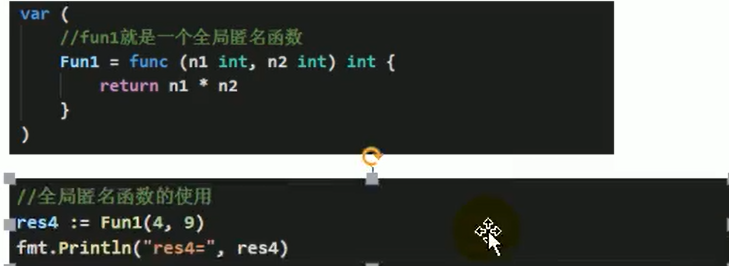 var (
//fun1就是一个全局匿名函数
Fun1 = func (n1 int, n2 int) int {
return n1 * n2
}
)
//全局匿名函数的使用
res4 := Fun1(4, 9)
fmt.Println("res4=", res4)